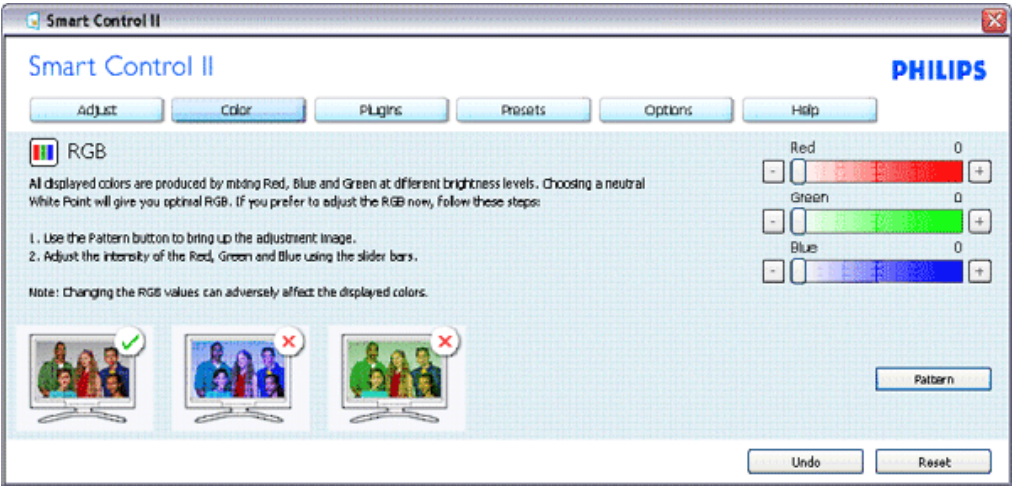 Smart Control II
Smart Control II
PHILIPS
Adjust Color Plugins Presets Options Help
RGB
All displayed colors are produced by mixing Red, Blue and Green at different brightness levels. Choosing a neutral
White Point will give you optimal RGB. If you prefer to adjust the RGB now, follow these steps:
1. Use the Pattern button to bring up the adjustment image.
2. Adjust the intensity of the Red, Green and Blue using the slider bars.
Note: Changing the RGB values can adversely affect the displayed colors.
Red 0
- +
Green 0
- +
Blue 0
- +
Pattern
Undo Reset